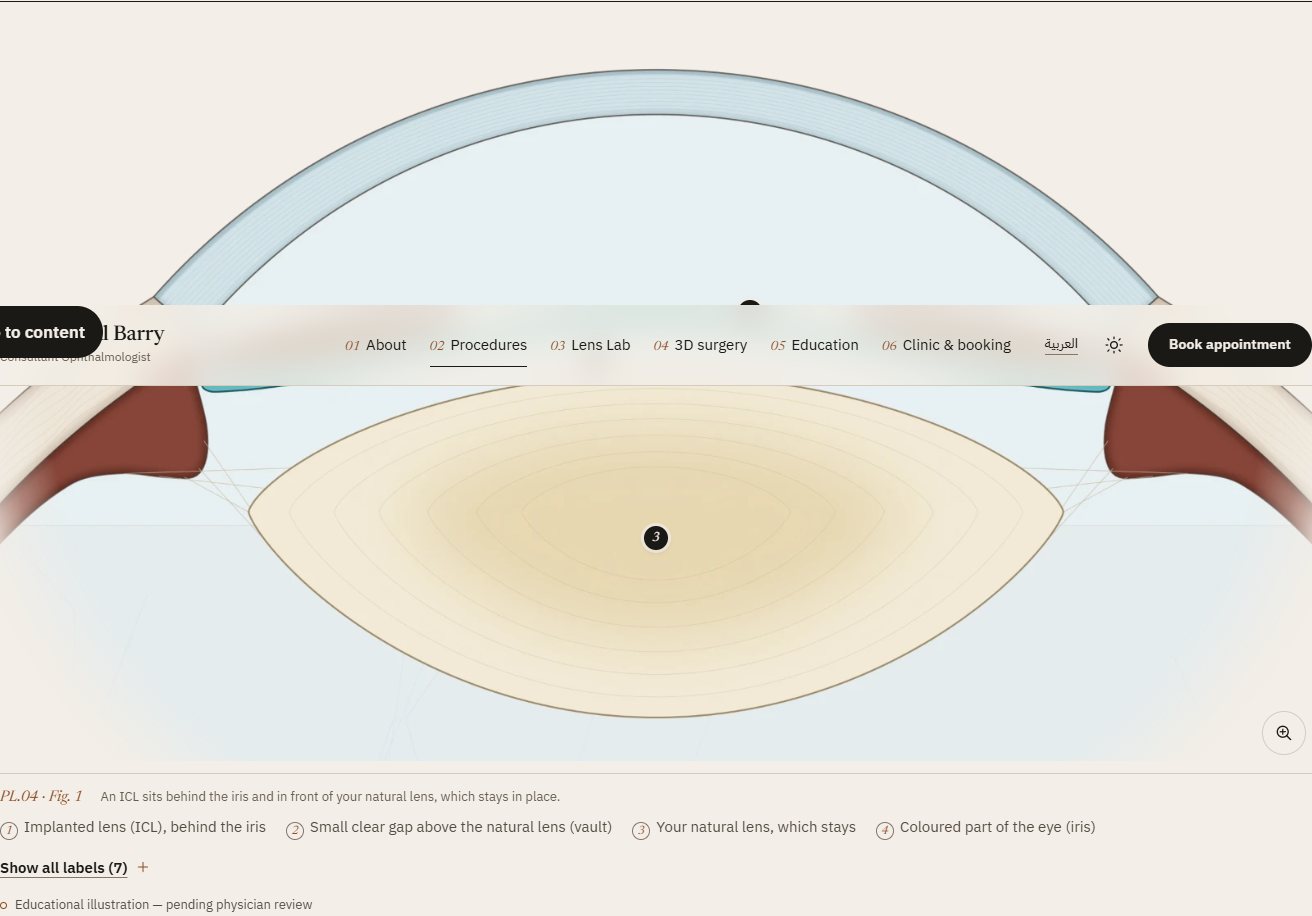 to content
l Barry
Consultant Ophthalmologist
01 About 02 Procedures 03 Lens Lab 04 3D surgery 05 Education 06 Clinic & booking العربية Book appointment
3
PL.04 · Fig. 1 An ICL sits behind the iris and in front of your natural lens, which stays in place.
1 Implanted lens (ICL), behind the iris 2 Small clear gap above the natural lens (vault) 3 Your natural lens, which stays 4 Coloured part of the eye (iris)
Show all labels (7) +
Educational illustration — pending physician review